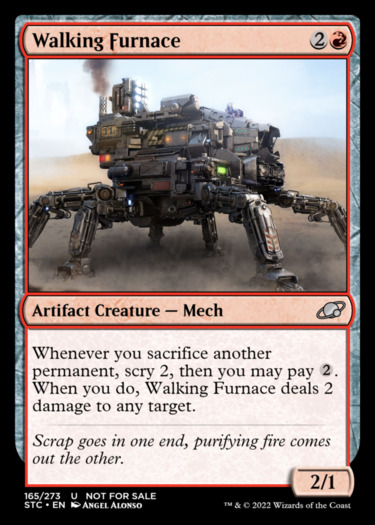 Walking Furnace 2
Artifact Creature — Mech
Whenever you sacrifice another
permanent, scry 2, then you may pay 2.
When you do, Walking Furnace deals 2
damage to any target.
Scrap goes in one end, purifying fire comes
out the other.
2/1
165/273 U NOT FOR SALE
STC • EN Angel Alonso
™ & © 2022 Wizards of the Coast